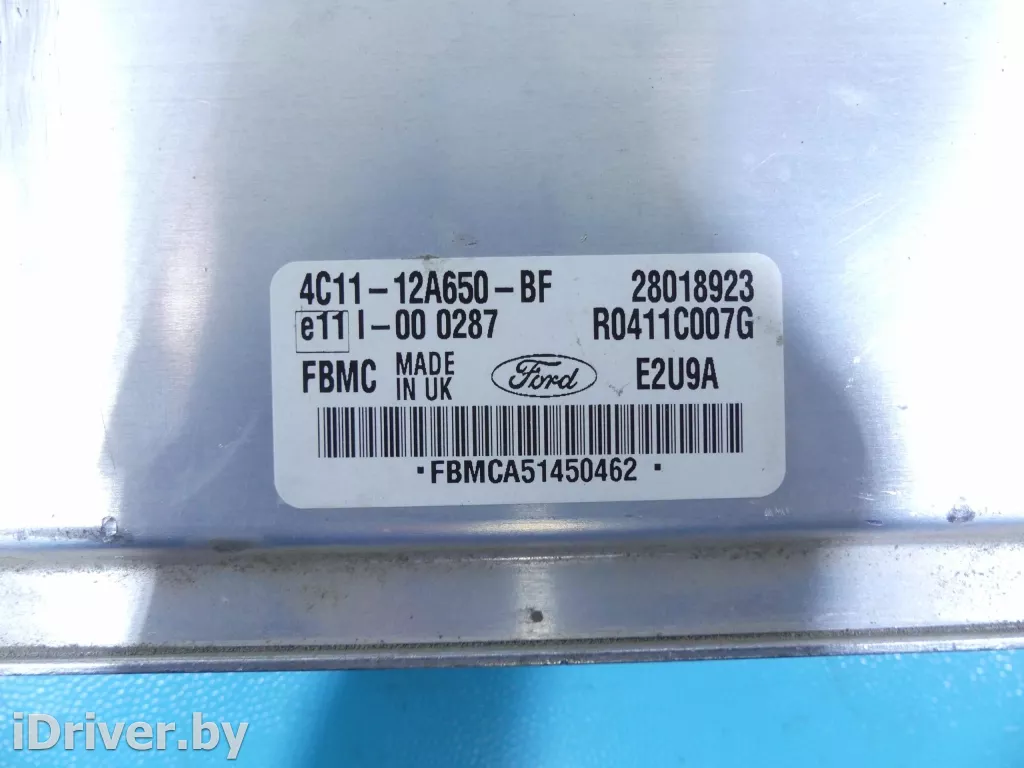 4C11-12A650-BF 28018923
e11 I-00 0287 R0411C007G
FBMC MADE IN UK Ford E2U9A
·FBMCA51450462·
iDriver.by